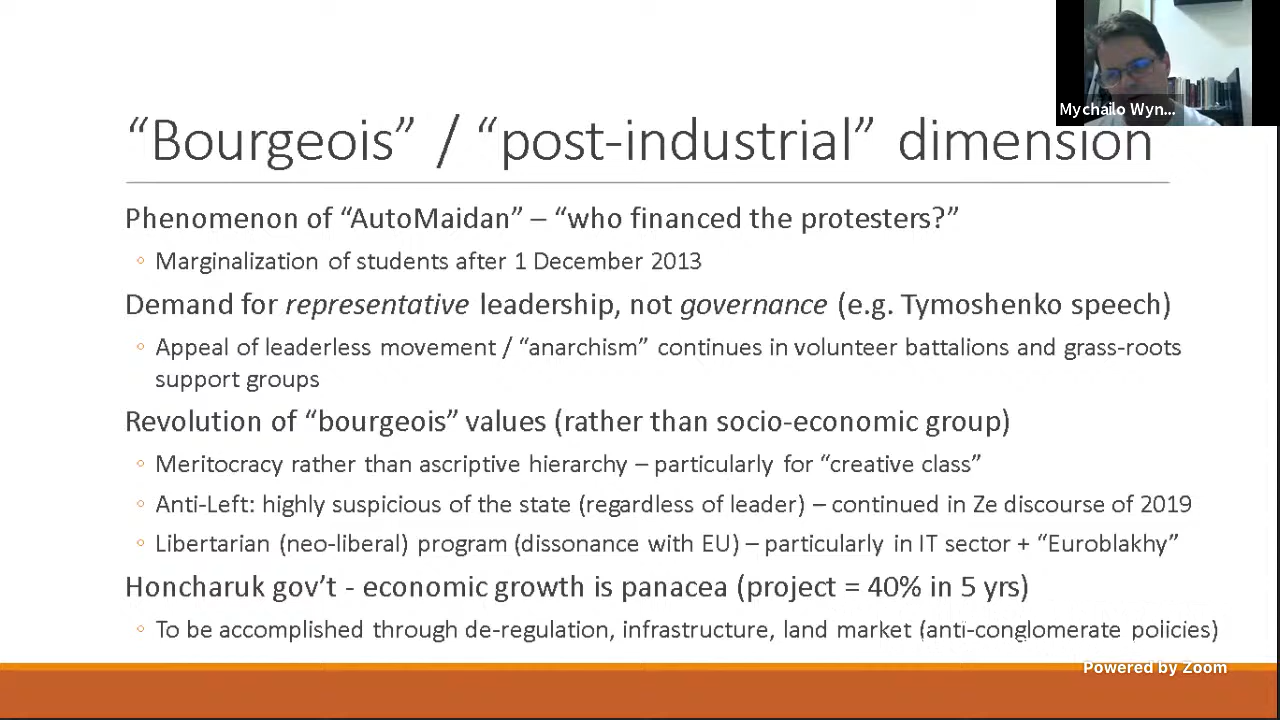 Mychailo Wyn...
“Bourgeois” / “post-industrial” dimension
Phenomenon of “AutoMaidan” – “who financed the protesters?”
◦ Marginalization of students after 1 December 2013
Demand for representative leadership, not governance (e.g. Tymoshenko speech)
◦ Appeal of leaderless movement / “anarchism” continues in volunteer battalions and grass-roots
support groups
Revolution of “bourgeois” values (rather than socio-economic group)
◦ Meritocracy rather than ascriptive hierarchy – particularly for “creative class”
◦ Anti-Left: highly suspicious of the state (regardless of leader) – continued in Ze discourse of 2019
◦ Libertarian (neo-liberal) program (dissonance with EU) – particularly in IT sector + “Euroblakhy”
Honcharuk gov’t - economic growth is panacea (project = 40% in 5 yrs)
◦ To be accomplished through de-regulation, infrastructure, land market (anti-conglomerate policies)
Powered by Zoom